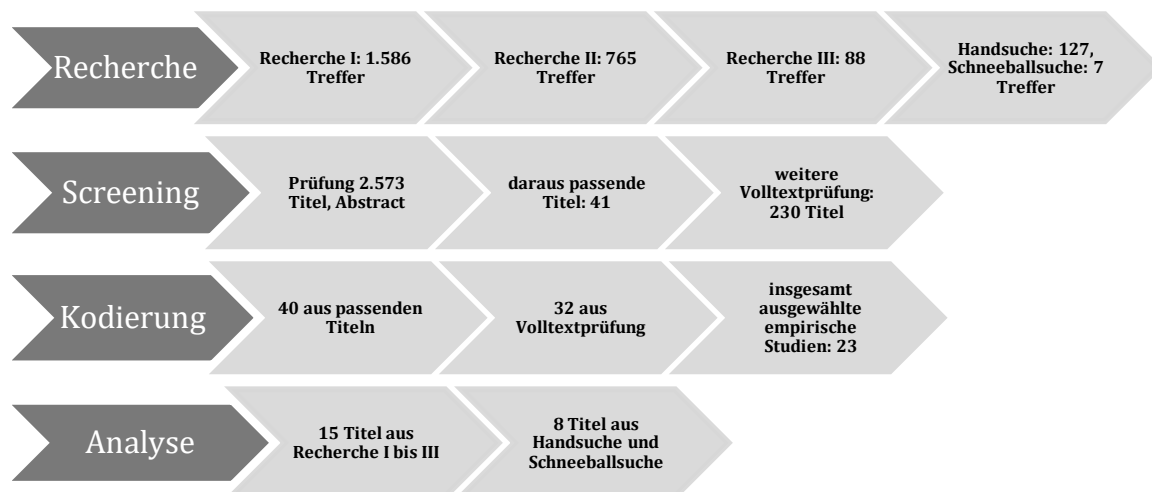 Recherche
Recherche I: 1.586
Treffer
Recherche II: 765
Treffer
Recherche III: 88
Treffer
Handsuche: 127,
Schneeballsuche: 7
Treffer
Screening
Prüfung 2.573
Titel, Abstract
daraus passende
Titel: 41
weitere
Volltextprüfung:
230 Titel
Kodierung
40 aus passenden
Titeln
32 aus
Volltextprüfung
insgesamt
ausgewählte
empirische
Studien: 23
Analyse
15 Titel aus
Recherche I bis III
8 Titel aus
Handsuche und
Schneeballsuche